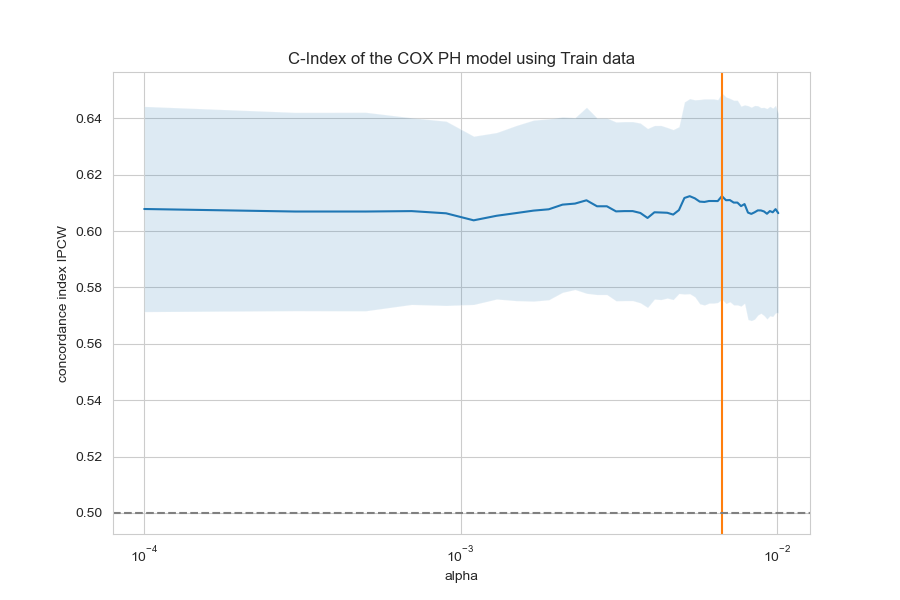 C-Index of the COX PH model using Train data
concordance index IPCW
0.64
0.62
0.60
0.58
0.56
0.54
0.52
0.50
10⁻⁴ 10⁻³ 10⁻²
alpha